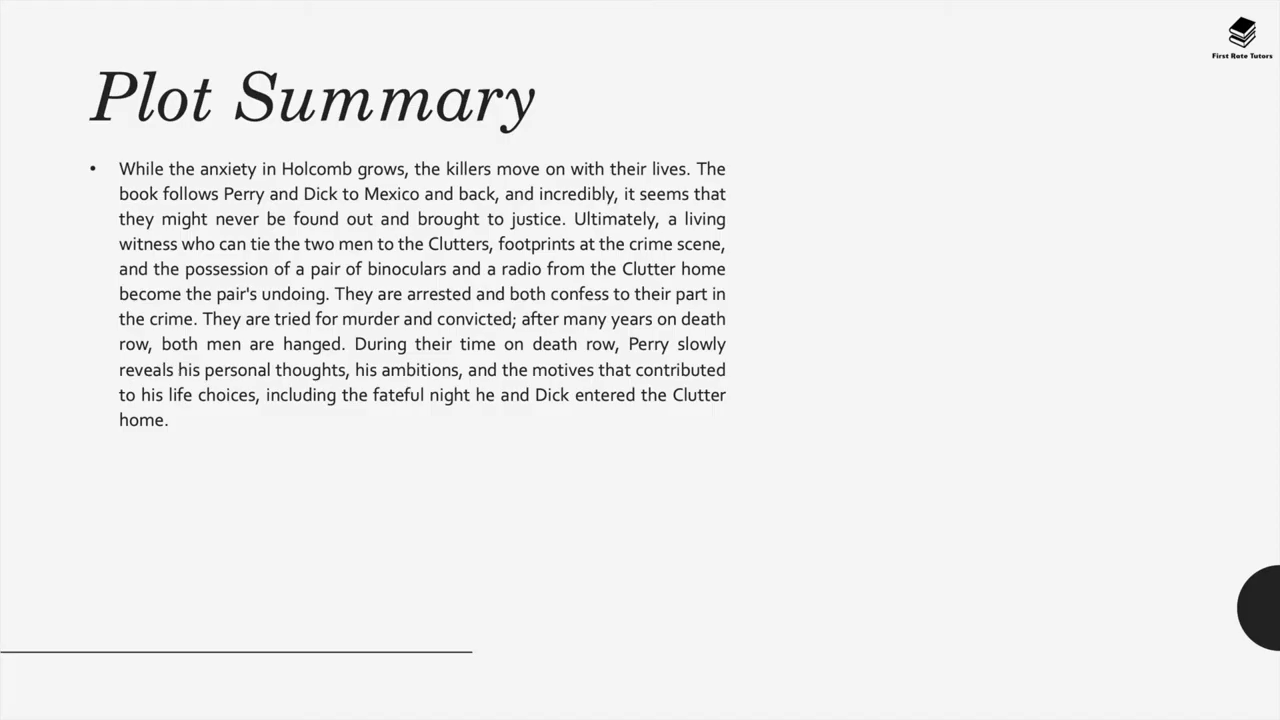 First Rate Tutors
Plot Summary
• While the anxiety in Holcomb grows, the killers move on with their lives. The
book follows Perry and Dick to Mexico and back, and incredibly, it seems that
they might never be found out and brought to justice. Ultimately, a living
witness who can tie the two men to the Clutters, footprints at the crime scene,
and the possession of a pair of binoculars and a radio from the Clutter home
become the pair's undoing. They are arrested and both confess to their part in
the crime. They are tried for murder and convicted; after many years on death
row, both men are hanged. During their time on death row, Perry slowly
reveals his personal thoughts, his ambitions, and the motives that contributed
to his life choices, including the fateful night he and Dick entered the Clutter
home.